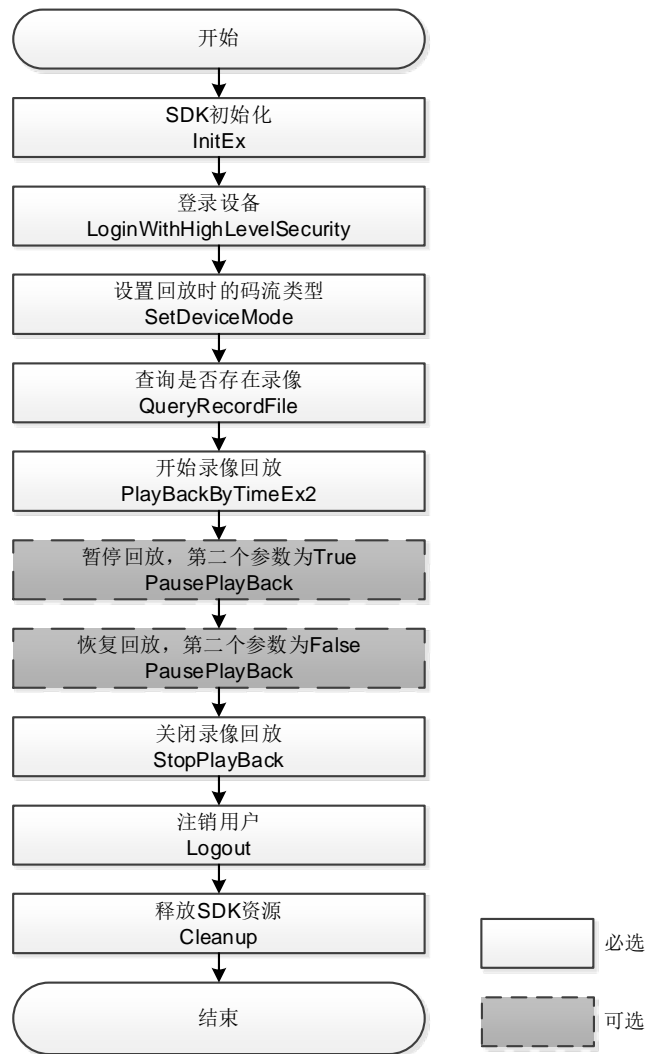 开始
SDK初始化
InitEx
登录设备
LoginWithHighLevelSecurity
设置回放时的码流类型
SetDeviceMode
查询是否存在录像
QueryRecordFile
开始录像回放
PlayBackByTimeEx2
暂停回放，第二个参数为True
PausePlayBack
恢复回放，第二个参数为False
PausePlayBack
关闭录像回放
StopPlayBack
注销用户
Logout
释放SDK资源
Cleanup
结束
必选
可选